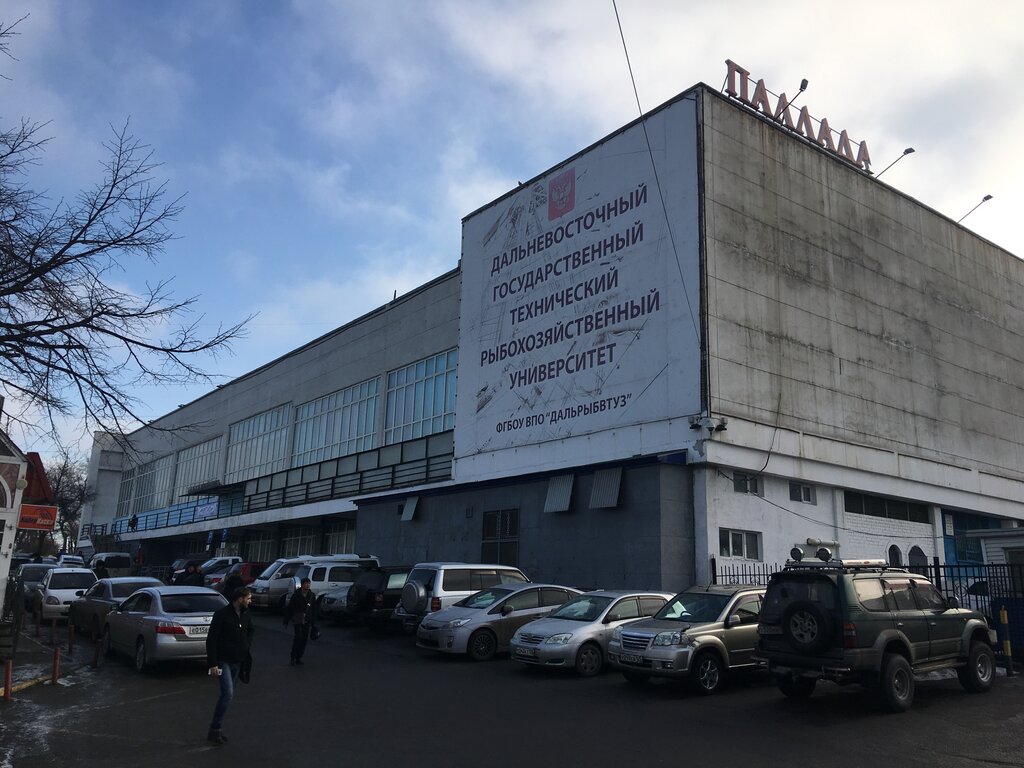 ПАЛЛАДА
ДАЛЬНЕВОСТОЧНЫЙ
ГОСУДАРСТВЕННЫЙ
ТЕХНИЧЕСКИЙ
РЫБОХОЗЯЙСТВЕННЫЙ
УНИВЕРСИТЕТ
ФГБОУ ВПО "ДАЛЬРЫБВТУЗ"